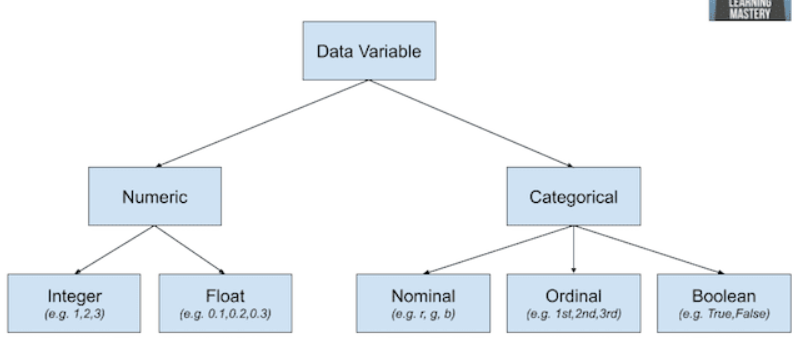 LEARNING
MASTERY
Data Variable
Numeric
Categorical
Integer
(e.g. 1,2,3)
Float
(e.g. 0.1,0.2,0.3)
Nominal
(e.g. r, g, b)
Ordinal
(e.g. 1st,2nd,3rd)
Boolean
(e.g. True,False)